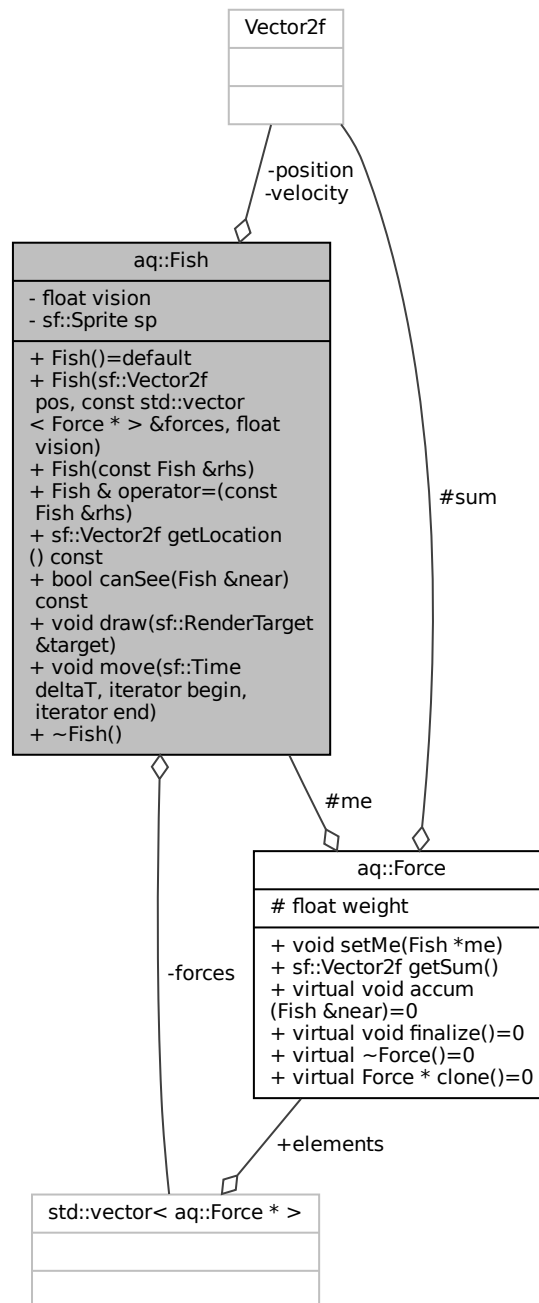 Vector2f
-position
-velocity
aq::Fish
- float vision
- sf::Sprite sp
+ Fish()=default
+ Fish(sf::Vector2f
pos, const std::vector
< Force * > &forces, float
vision)
+ Fish(const Fish &rhs)
+ Fish & operator=(const
Fish &rhs)
+ sf::Vector2f getLocation
() const
+ bool canSee(Fish &near)
const
+ void draw(sf::RenderTarget
&target)
+ void move(sf::Time
deltaT, iterator begin,
iterator end)
+ ~Fish()
#sum
#me
aq::Force
# float weight
+ void setMe(Fish *me)
+ sf::Vector2f getSum()
+ virtual void accum
(Fish &near)=0
+ virtual void finalize()=0
+ virtual ~Force()=0
+ virtual Force * clone()=0
-forces
+elements
std::vector< aq::Force * >